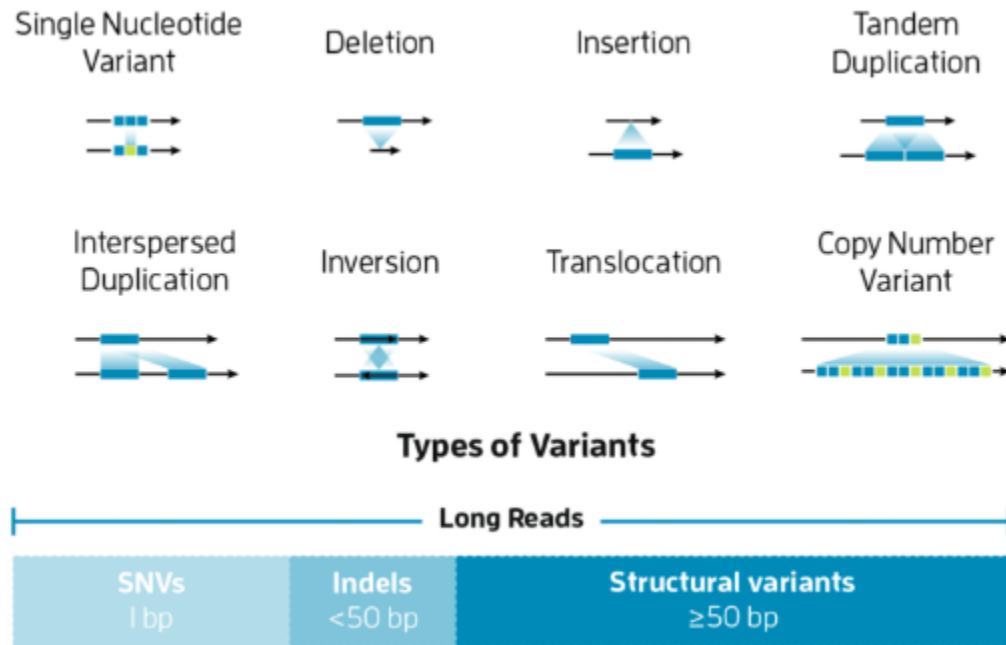 Single Nucleotide
Variant
Deletion
Insertion
Tandem
Duplication
Interspersed
Duplication
Inversion
Translocation
Copy Number
Variant
Types of Variants
Long Reads
SNVs
1 bp
Indels
<50 bp
Structural variants
≥50 bp